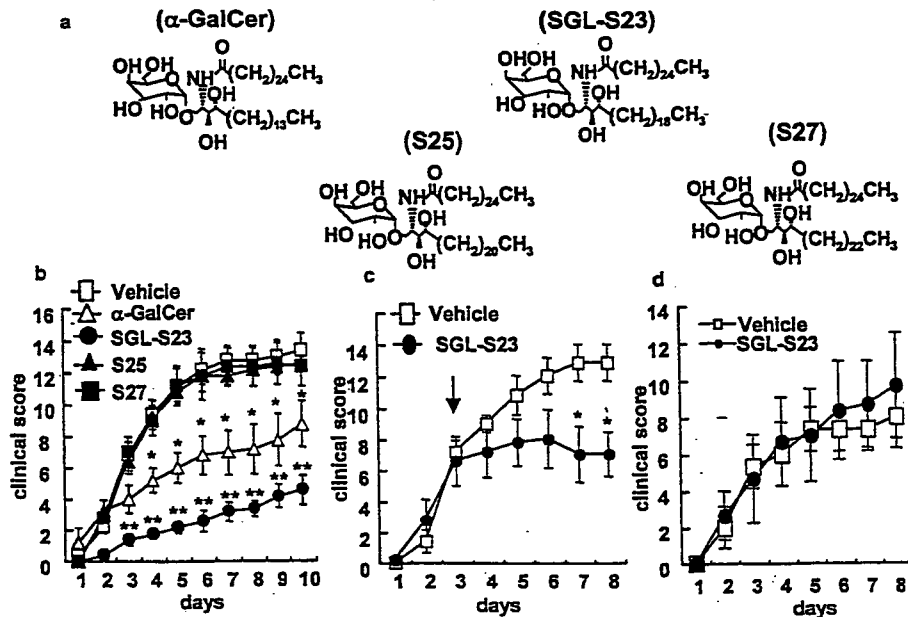 a
(α-GalCer)
OH OH
NH (CH2)24CH3
O
HO HO O OH (CH2)13CH3
OH
(SGL-S23)
OH OH
NH (CH2)24CH3
O
HO HO O OH (CH2)18CH3
OH
(S25)
OH OH
NH (CH2)24CH3
O
HO HO O OH (CH2)20CH3
OH
(S27)
OH OH
NH (CH2)24CH3
O
HO HO O OH (CH2)22CH3
OH
b
Vehicle
α-GalCer
SGL-S23
S25
S27
16
14
12
10
8
6
4
2
0
clinical score
* * * * * * *
** ** ** ** ** ** ** **
1 2 3 4 5 6 7 8 9 10
days
c
Vehicle
SGL-S23
16
14
12
10
8
6
4
2
0
clinical score
* *
1 2 3 4 5 6 7 8
days
d
Vehicle
SGL-S23
14
12
10
8
6
4
2
0
clinical score
1 2 3 4 5 6 7 8
days